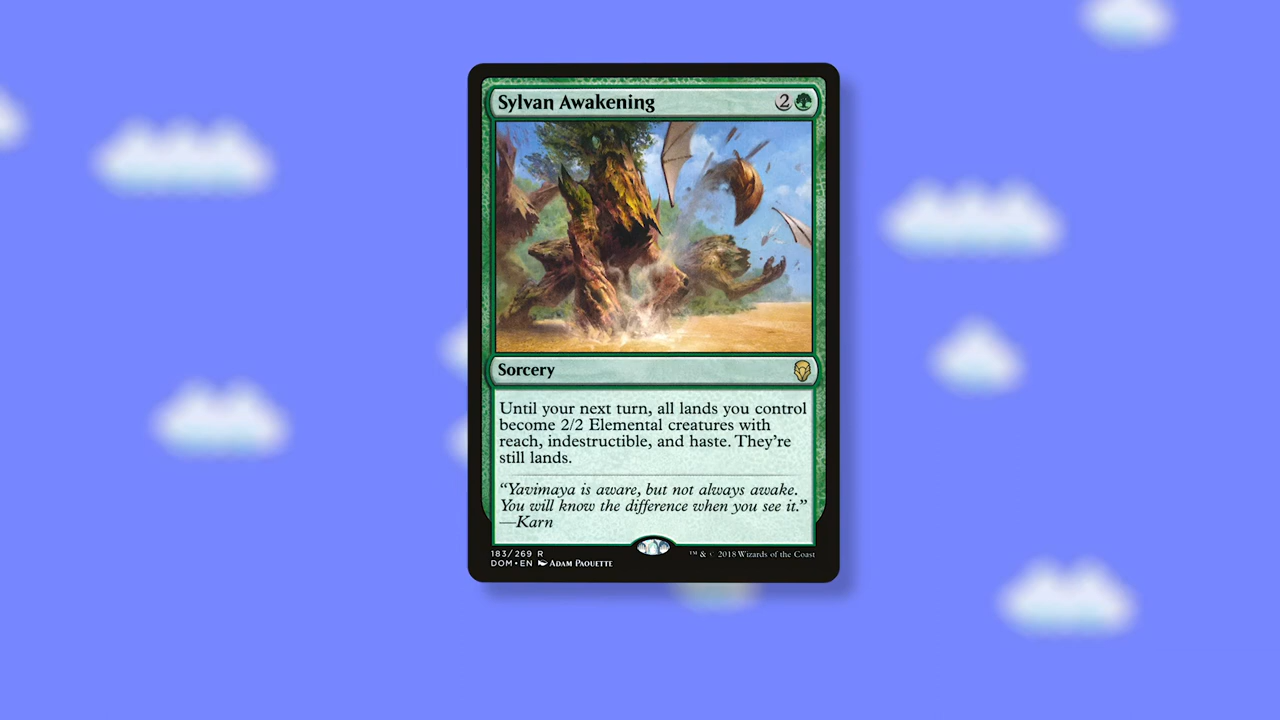 Sylvan Awakening 2
Sorcery
Until your next turn, all lands you control
become 2/2 Elemental creatures with
reach, indestructible, and haste. They’re
still lands.
“Yavimaya is aware, but not always awake.
You will know the difference when you see it.”
—Karn
183/269 R
DOM • EN Adam Paquette
™ & © 2018 Wizards of the Coast